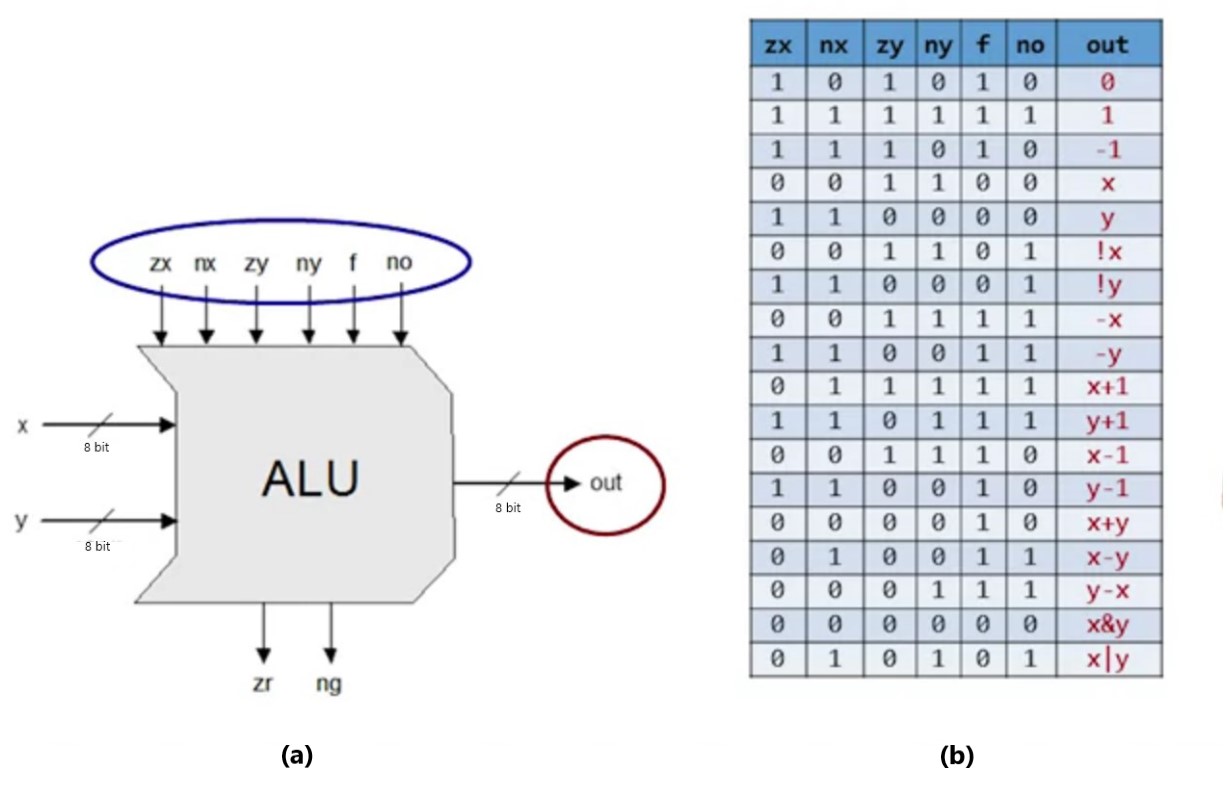 zx nx zy ny f no
x
8 bit
y
8 bit
ALU
8 bit
out
zr ng
(a)
zx nx zy ny f no out
1 0 1 0 1 0 0
1 1 1 1 1 1 1
1 1 1 0 1 0 -1
0 0 1 1 0 0 x
1 1 0 0 0 0 y
0 0 1 1 0 1 !x
1 1 0 0 0 1 !y
0 0 1 1 1 1 -x
1 1 0 0 1 1 -y
0 1 1 1 1 1 x+1
1 1 0 1 1 1 y+1
0 0 1 1 1 0 x-1
1 1 0 0 1 0 y-1
0 0 0 0 1 0 x+y
0 1 0 0 1 1 x-y
0 0 0 1 1 1 y-x
0 0 0 0 0 0 x&y
0 1 0 1 0 1 x|y
(b)